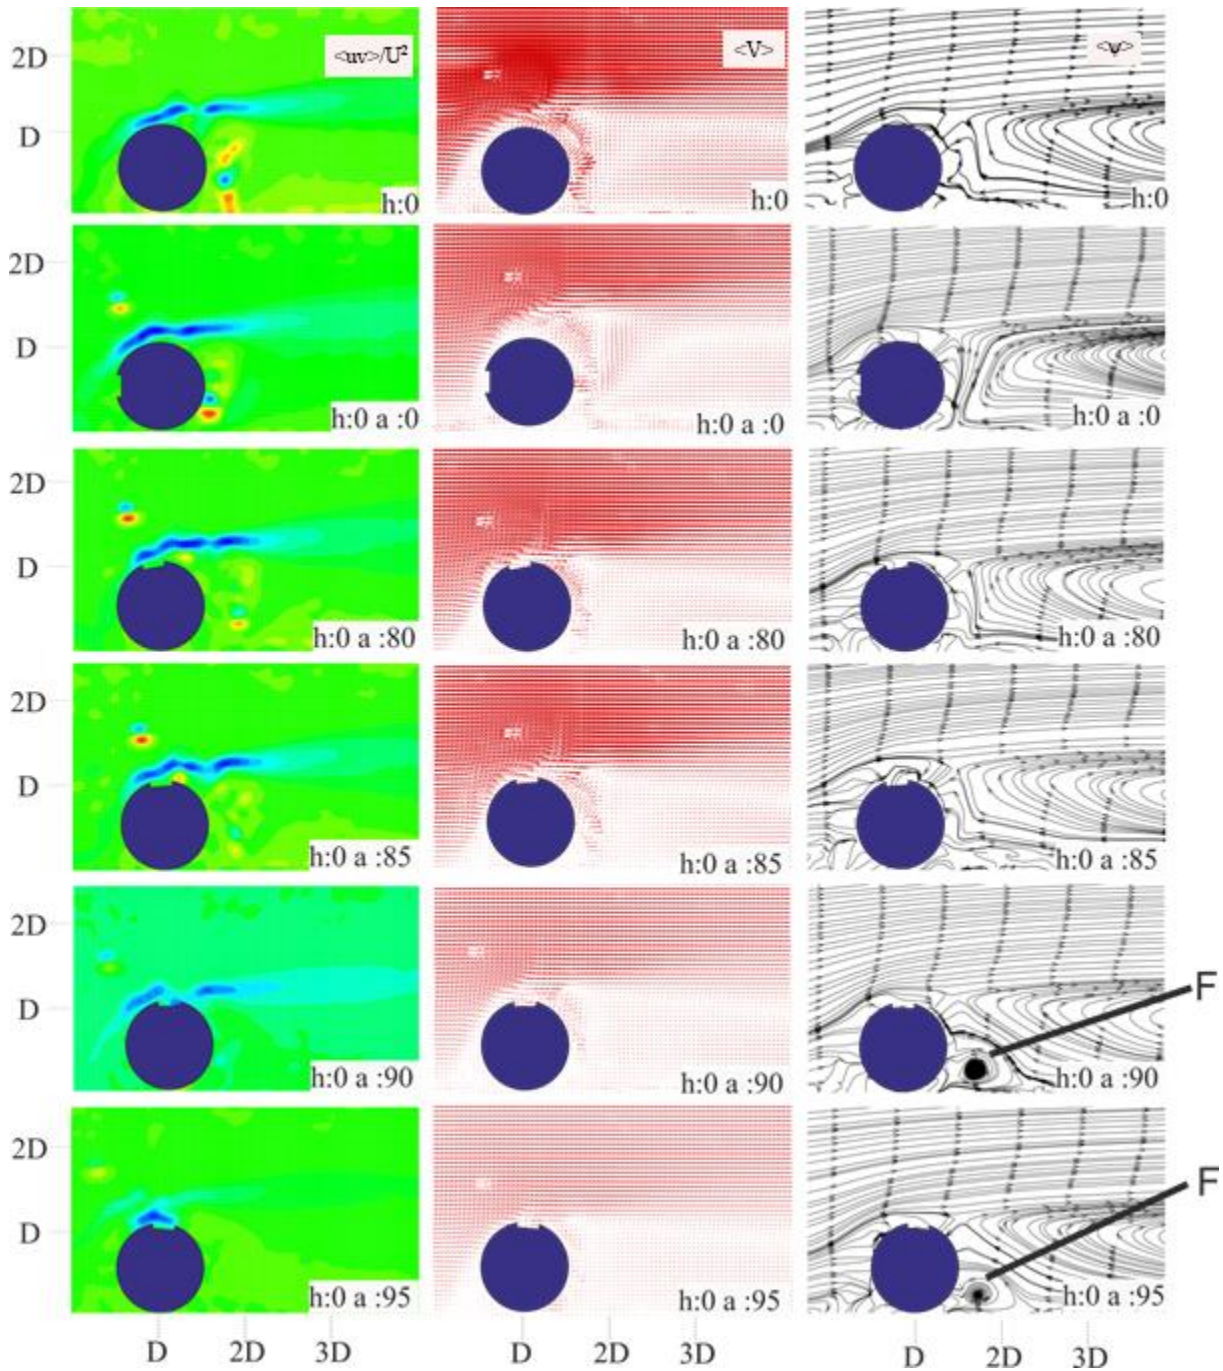 <uv>/U²
<V>
<ψ>
2D
D
h:0
h:0
h:0
2D
D
h:0 a :0
h:0 a :0
h:0 a :0
2D
D
h:0 a :80
h:0 a :80
h:0 a :80
2D
D
h:0 a :85
h:0 a :85
h:0 a :85
2D
D
F
h:0 a :90
h:0 a :90
h:0 a :90
2D
D
F
h:0 a :95
h:0 a :95
h:0 a :95
D 2D 3D
D 2D 3D
D 2D 3D